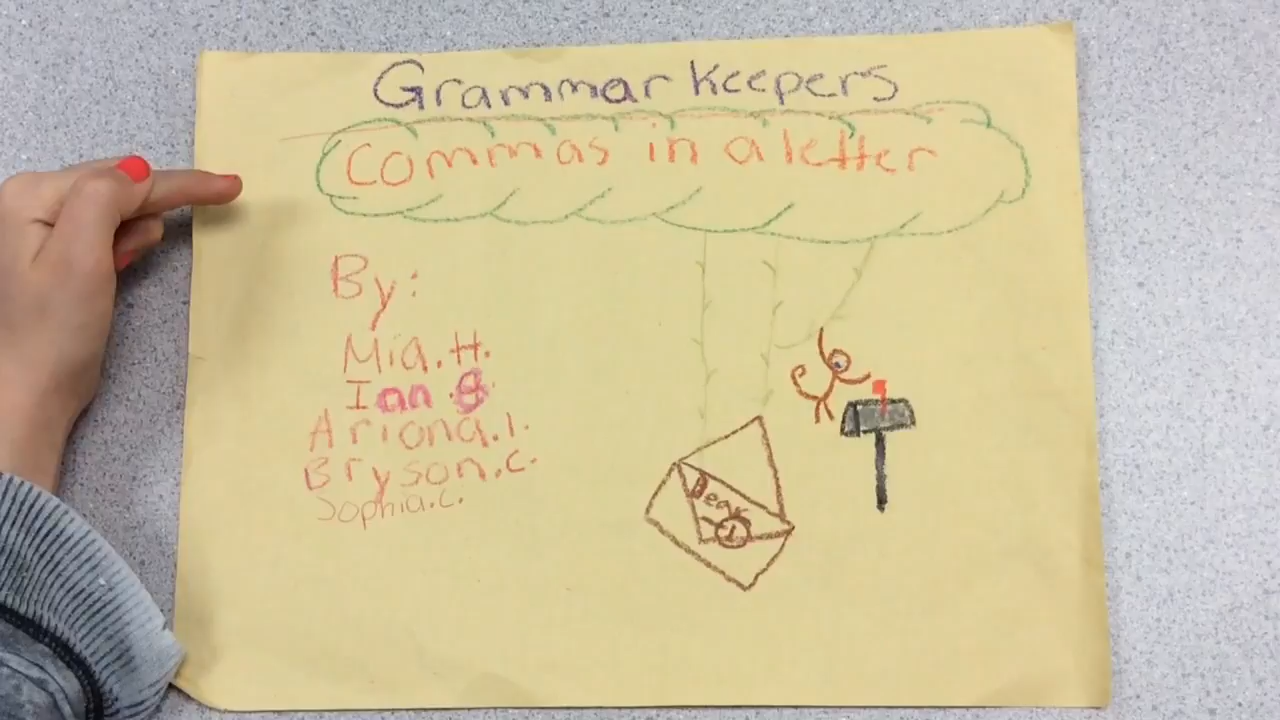 Grammar Keepers
Commas in a letter
By:
Mia.H.
Ian B.
Ariona.I.
Bryson.C.
Sophia.C.
Dear